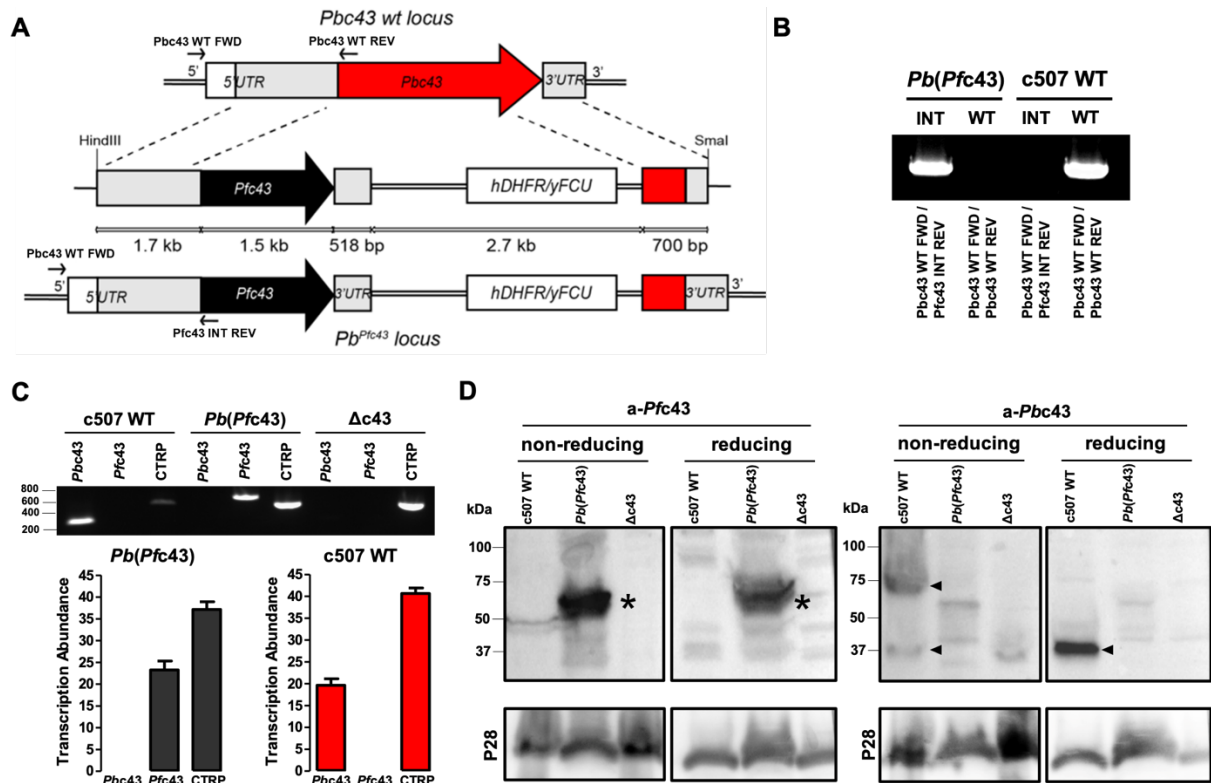 A
Pbc43 wt locus
Pbc43 WT FWD
Pbc43 WT REV
5'
5'UTR
Pbc43
3'UTR
3'
HindIII
SmaI
Pfc43
hDHFR/yFCU
1.7 kb
1.5 kb
518 bp
2.7 kb
700 bp
Pbc43 WT FWD
5'
5'UTR
Pfc43
3'UTR
hDHFR/yFCU
3'UTR
3'
Pfc43 INT REV
PbPfc43 locus
B
Pb(Pfc43) c507 WT
INT WT INT WT
Pbc43 WT FWD /
Pfc43 INT REV
Pbc43 WT FWD /
Pbc43 WT REV
Pbc43 WT FWD /
Pfc43 INT REV
Pbc43 WT FWD /
Pbc43 WT REV
C
c507 WT Pb(Pfc43) Δc43
Pbc43 Pfc43 CTRP Pbc43 Pfc43 CTRP Pbc43 Pfc43 CTRP
800
600
400
200
Pb(Pfc43)
Transcription Abundance
45
40
35
30
25
20
15
10
5
0
Pbc43 Pfc43 CTRP
c507 WT
Transcription Abundance
45
40
35
30
25
20
15
10
5
0
Pbc43 Pfc43 CTRP
D
a-Pfc43
non-reducing reducing
c507 WT Pb(Pfc43) Δc43 c507 WT Pb(Pfc43) Δc43
kDa
100
75
50
37
*
*
P28
a-Pbc43
non-reducing reducing
c507 WT Pb(Pfc43) Δc43 c507 WT Pb(Pfc43) Δc43
kDa
100
75
50
37
P28